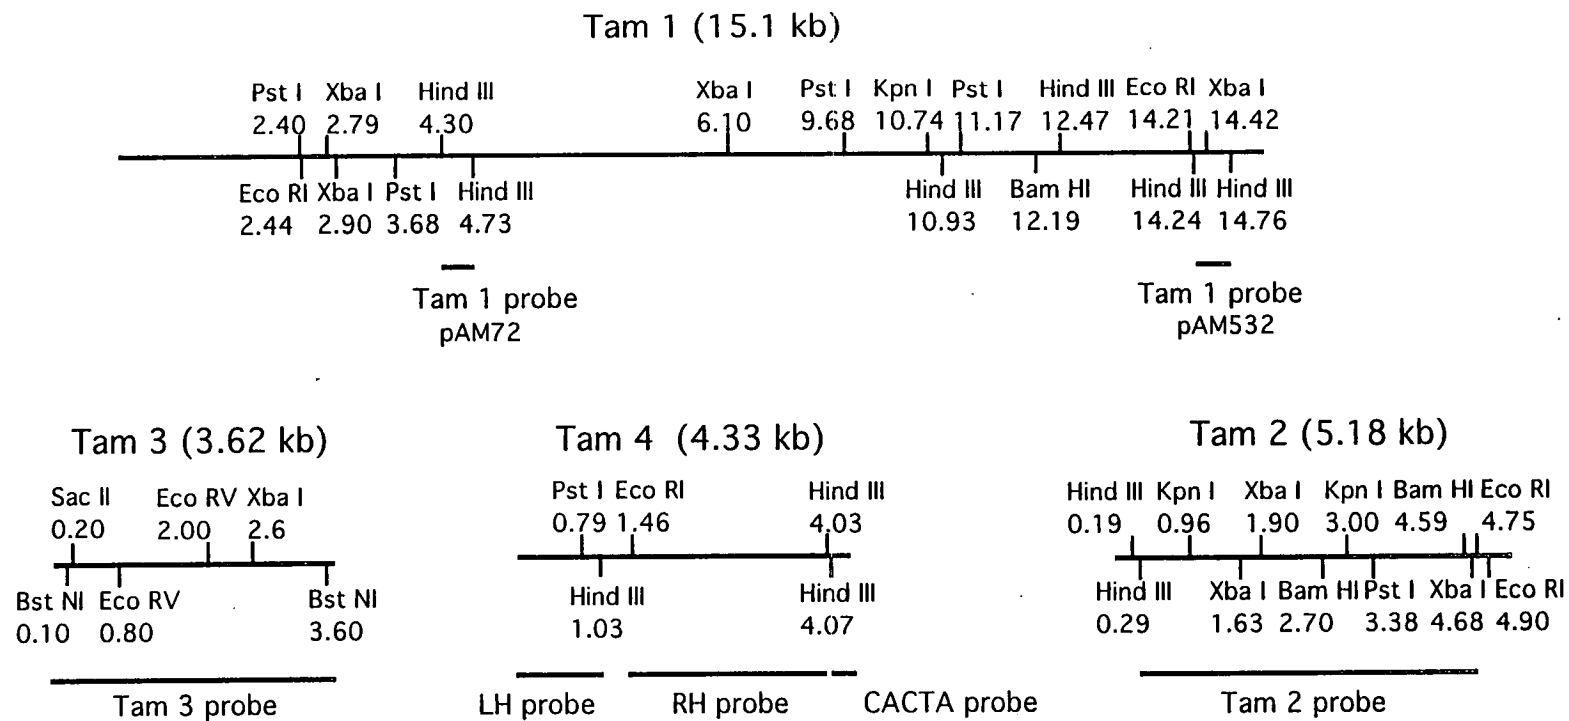 Tam 1 (15.1 kb)
Pst I Xba I Hind III Xba I Pst I Kpn I Pst I Hind III Eco RI Xba I
2.40 2.79 4.30 6.10 9.68 10.74 11.17 12.47 14.21 14.42
Eco RI Xba I Pst I Hind III Hind III Bam HI Hind III Hind III
2.44 2.90 3.68 4.73 10.93 12.19 14.24 14.76
Tam 1 probe Tam 1 probe
pAM72 pAM532
Tam 3 (3.62 kb) Tam 4 (4.33 kb) Tam 2 (5.18 kb)
Sac II Eco RV Xba I Pst I Eco RI Hind III Hind III Kpn I Xba I Kpn I Bam HI Eco RI
0.20 2.00 2.6 0.79 1.46 4.03 0.19 0.96 1.90 3.00 4.59 4.75
Bst NI Eco RV Bst NI Hind III Hind III Hind III Xba I Bam HI Pst I Xba I Eco RI
0.10 0.80 3.60 1.03 4.07 0.29 1.63 2.70 3.38 4.68 4.90
Tam 3 probe LH probe RH probe CACTA probe Tam 2 probe